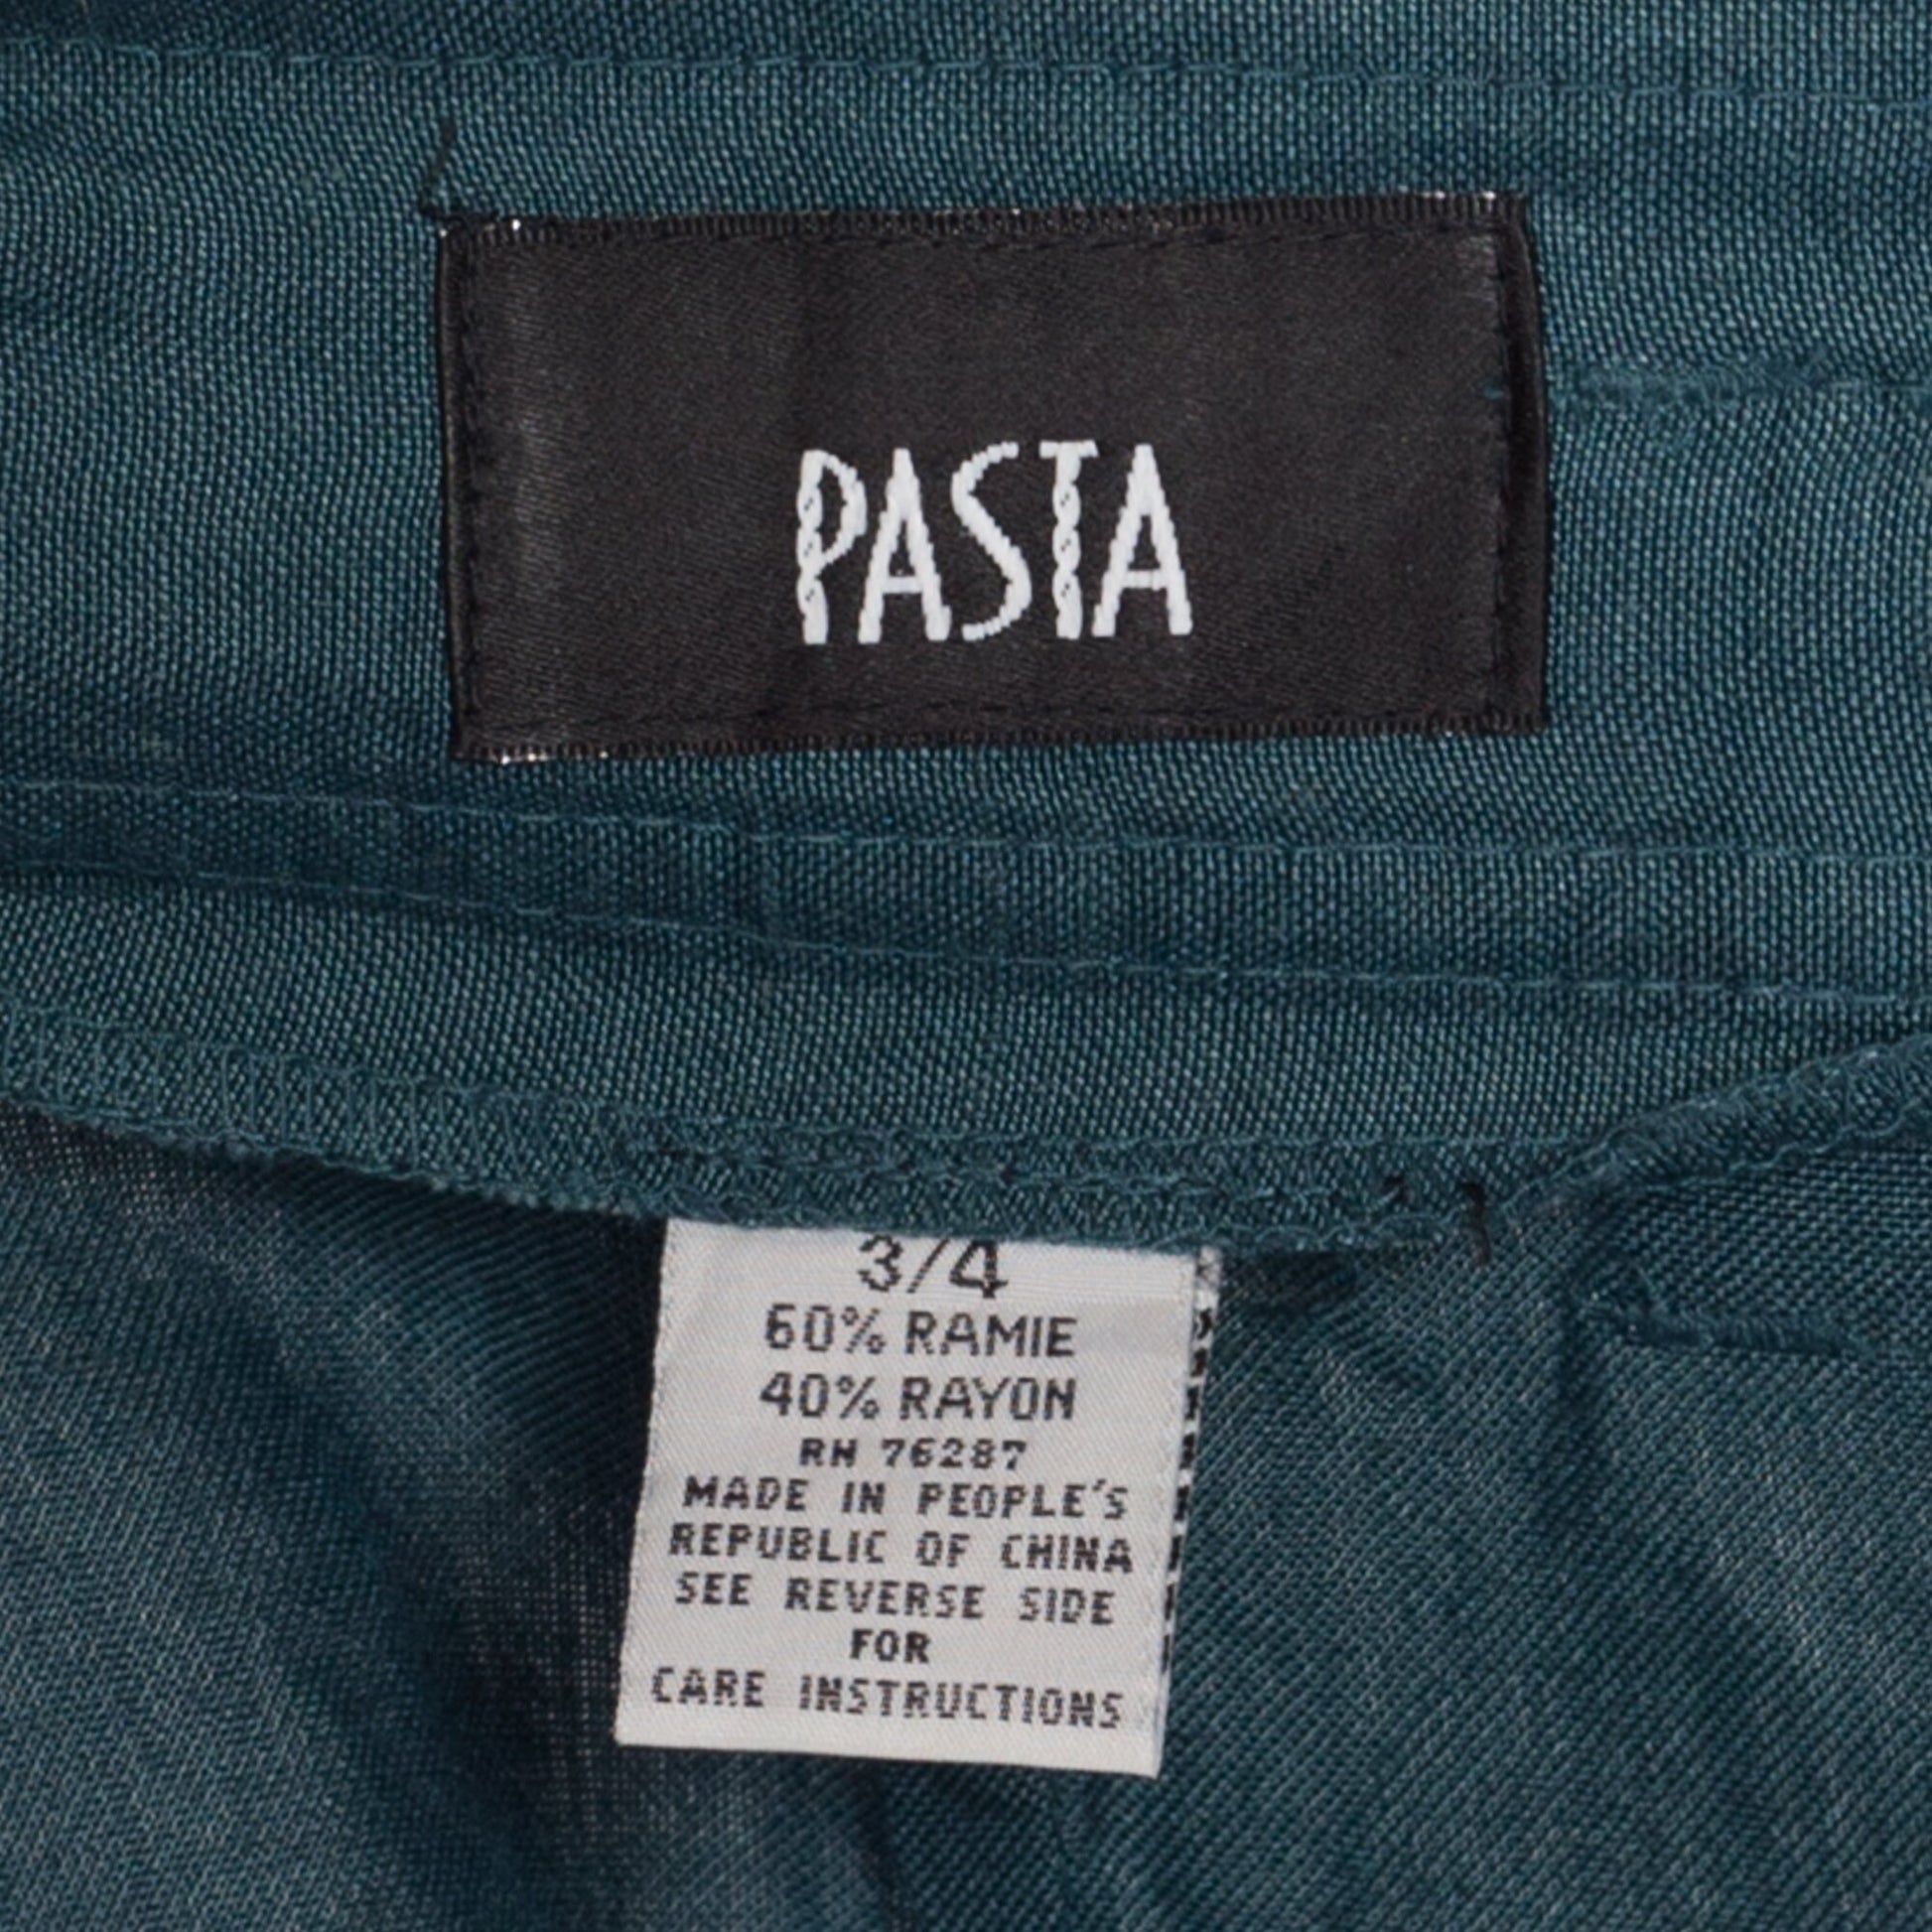 PASTA
3/4
60% RAMIE
40% RAYON
RN 76287
MADE IN PEOPLE'S
REPUBLIC OF CHINA
SEE REVERSE SIDE
FOR
CARE INSTRUCTIONS